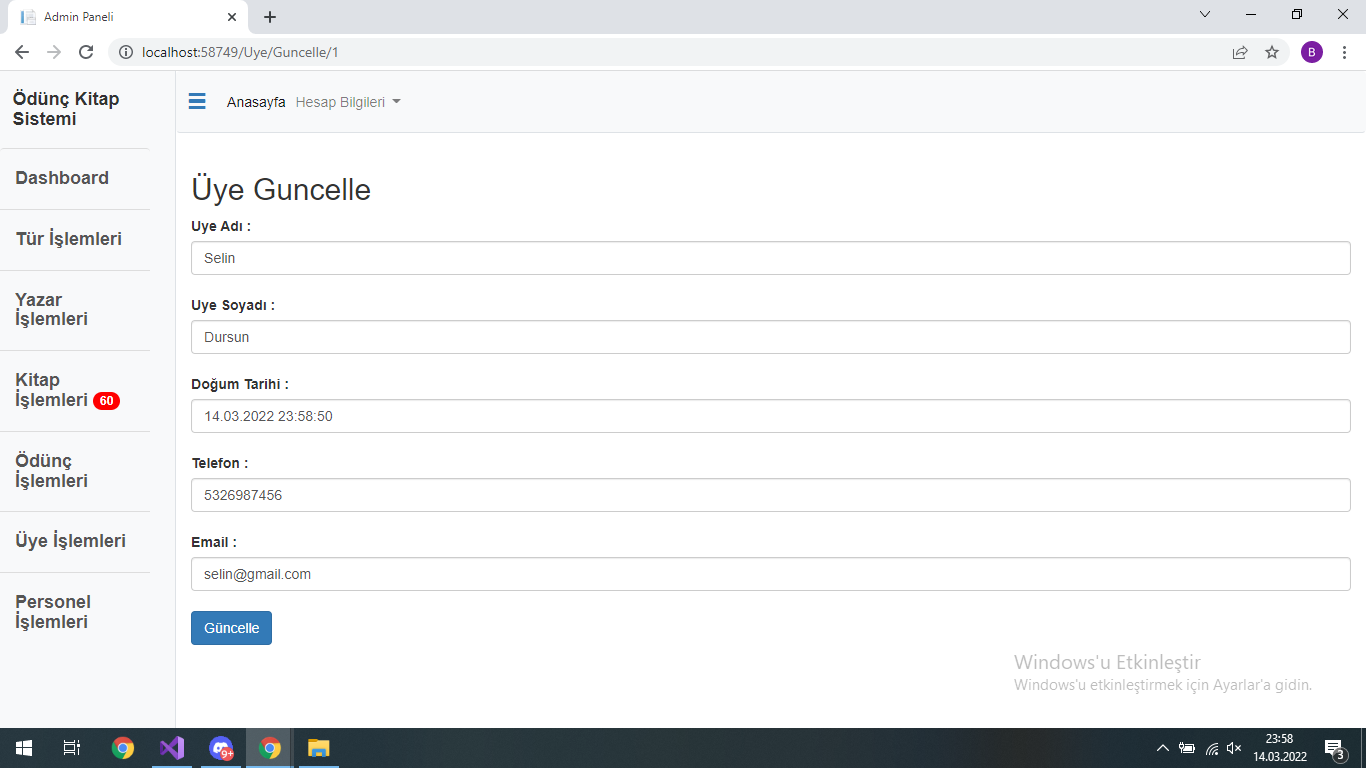 Admin Paneli
localhost:58749/Uye/Guncelle/1
B
Ödünç Kitap
Sistemi
Anasayfa Hesap Bilgileri
Dashboard
Tür İşlemleri
Yazar
İşlemleri
Kitap
İşlemleri 60
Ödünç
İşlemleri
Üye İşlemleri
Personel
İşlemleri
Üye Guncelle
Uye Adı :
Selin
Uye Soyadı :
Dursun
Doğum Tarihi :
14.03.2022 23:58:50
Telefon :
5326987456
Email :
selin@gmail.com
Güncelle
Windows'u Etkinleştir
Windows'u etkinleştirmek için Ayarlar'a gidin.
9+
23:58
14.03.2022
3